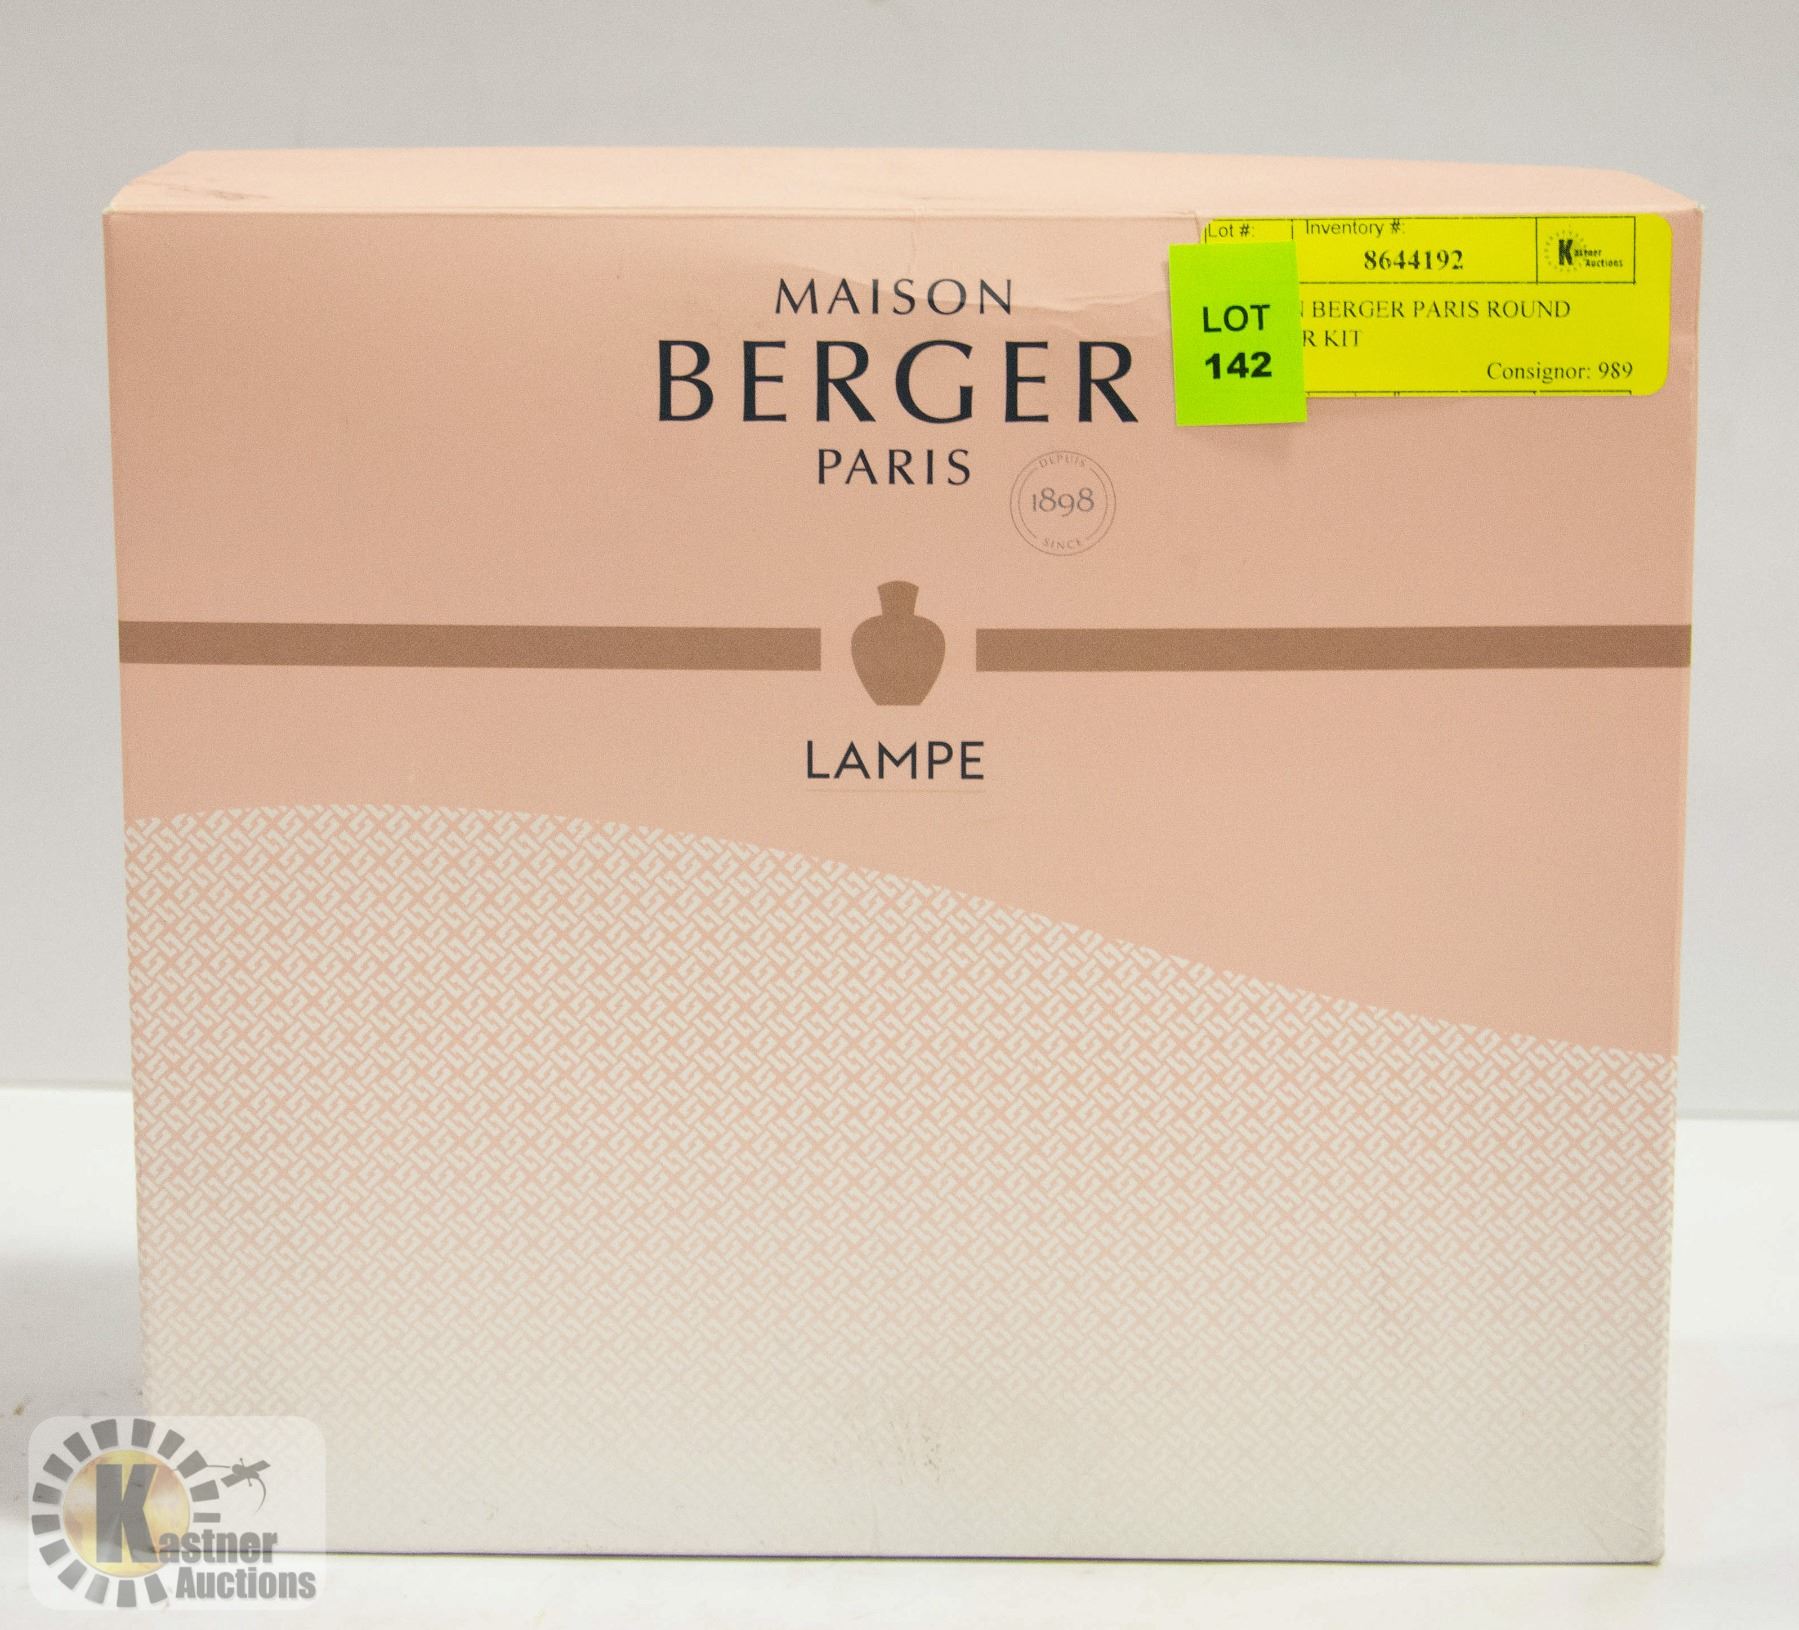 MAISON
BERGER
PARIS
DEPUIS
1898
SINCE
LAMPE
Lot #:
Inventory #:
8644192
Kastner
Auctions
LOT
142
BERGER PARIS ROUND
KIT
Consignor: 989
Kastner
Auctions